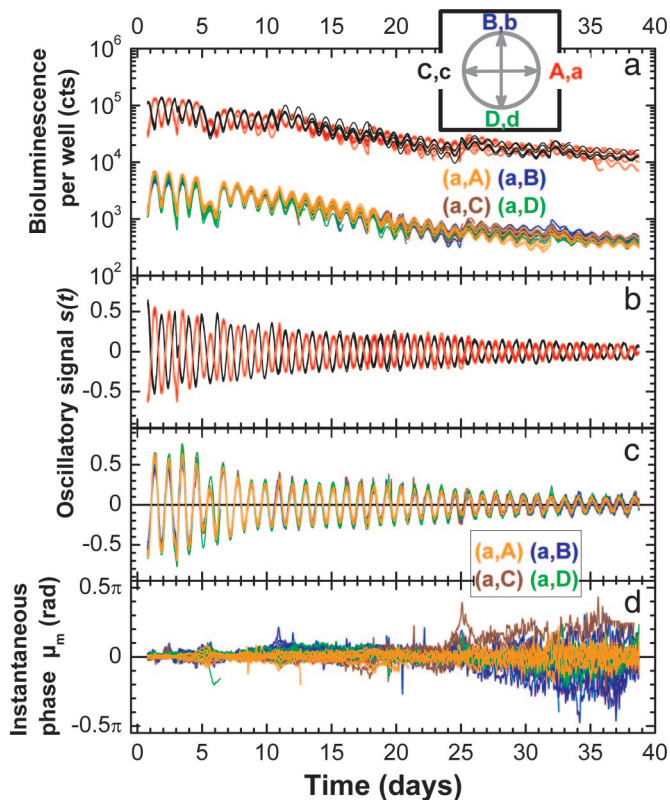 0 5 10 15 20 25 30 35 40
B,b
C,c A,a
D,d
a
10⁶
10⁵
10⁴
10³
10²
Bioluminescence
per well (cts)
(a,A) (a,B)
(a,C) (a,D)
b
0.5
0
-0.5
Oscillatory signal s(t)
c
0.5
0
-0.5
(a,A) (a,B)
(a,C) (a,D)
d
0.5π
0
-0.5π
Instantaneous
phase μm (rad)
0 5 10 15 20 25 30 35 40
Time (days)